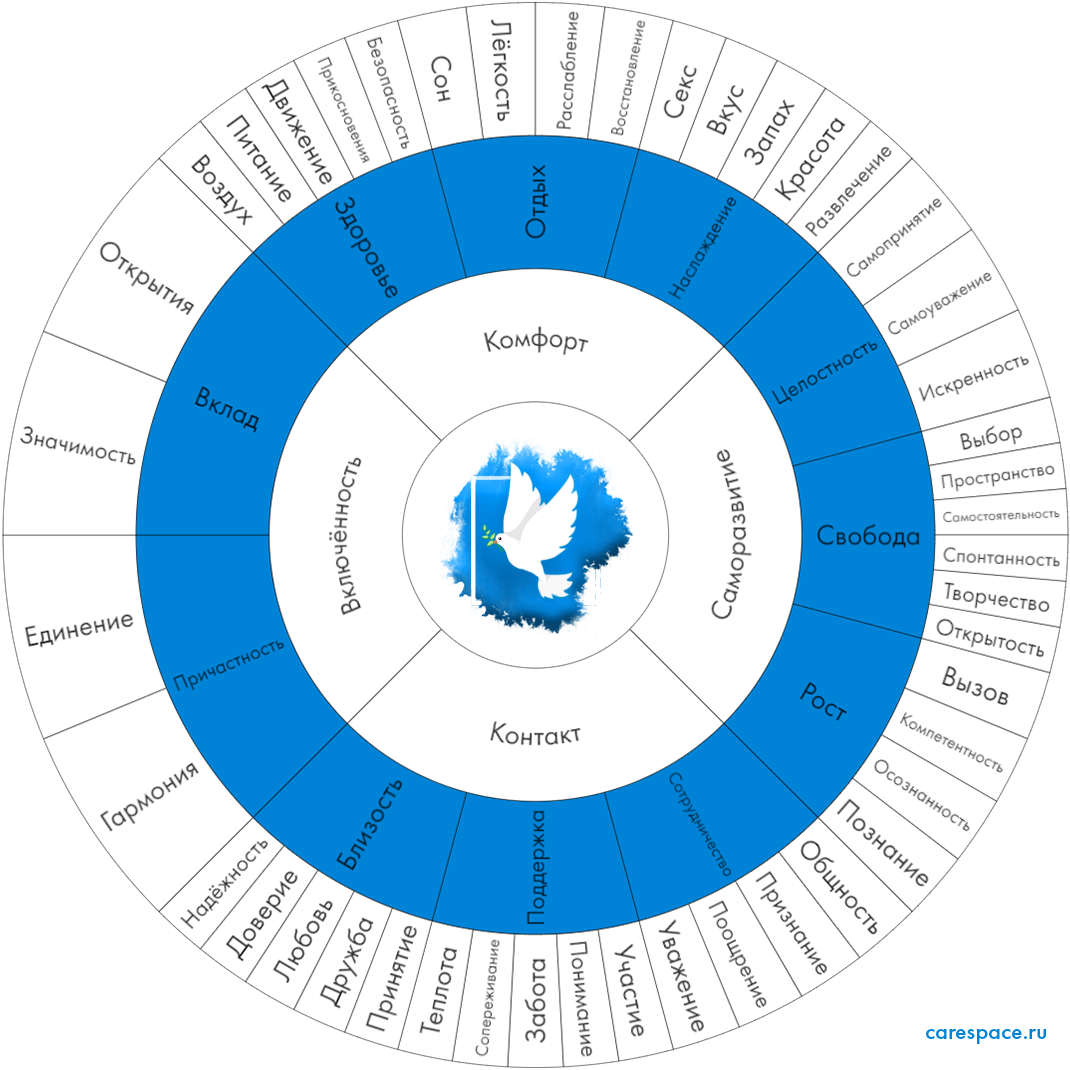 Комфорт
Саморазвитие
Контакт
Включённость
Здоровье
Отдых
Наслаждение
Целостность
Свобода
Рост
Сотрудничество
Поддержка
Близость
Причастность
Вклад
Воздух
Питание
Движение
Прикосновения
Безопасность
Сон
Лёгкость
Расслабление
Восстановление
Секс
Вкус
Запах
Красота
Развлечение
Самопринятие
Самоуважение
Искренность
Выбор
Пространство
Самостоятельность
Спонтанность
Творчество
Открытость
Вызов
Компетентность
Осознанность
Познание
Общность
Признание
Поощрение
Уважение
Участие
Понимание
Забота
Сопереживание
Теплота
Принятие
Дружба
Любовь
Доверие
Надёжность
Гармония
Единение
Значимость
Открытия
carespace.ru